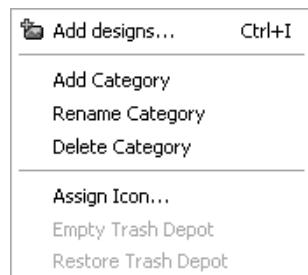 Add designs... Ctrl+I
Add Category
Rename Category
Delete Category
Assign Icon...
Empty Trash Depot
Restore Trash Depot